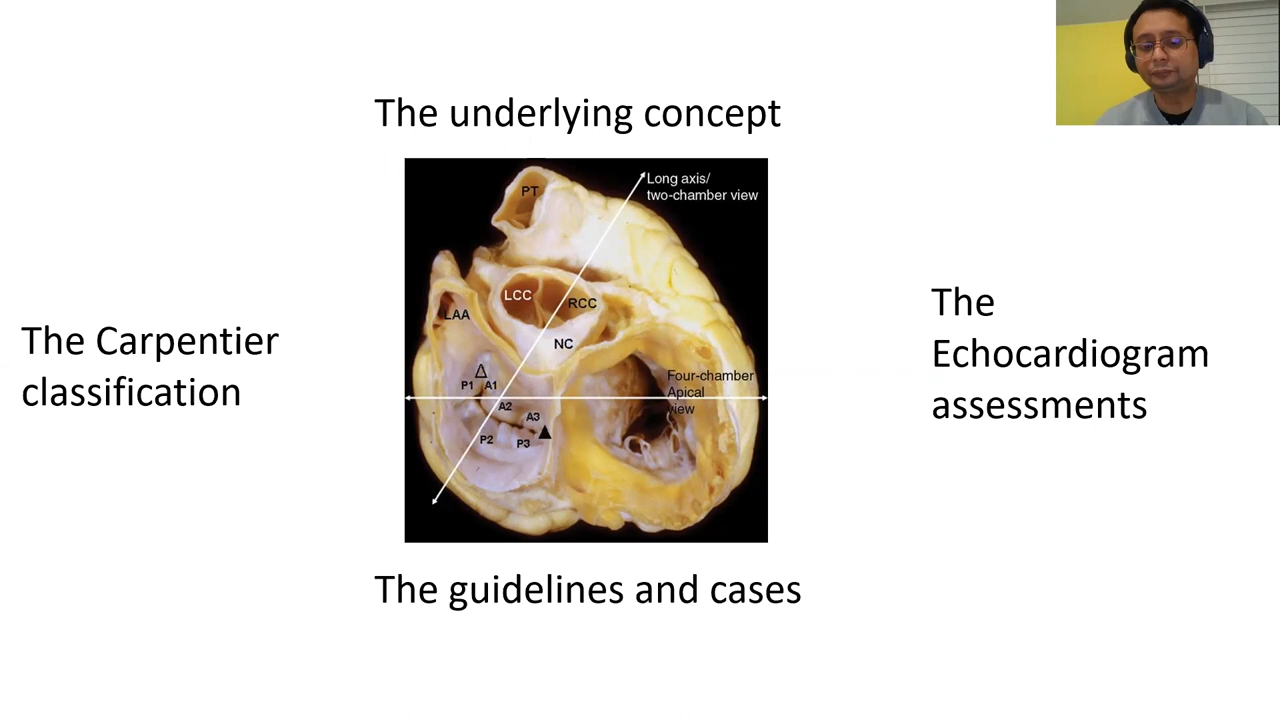 The underlying concept
PT
Long axis/
two-chamber view
LCC
RCC
LAA
NC
The Carpentier
classification
Four-chamber
Apical
view
P1
A1
A2
A3
P2
P3
The
Echocardiogram
assessments
The guidelines and cases